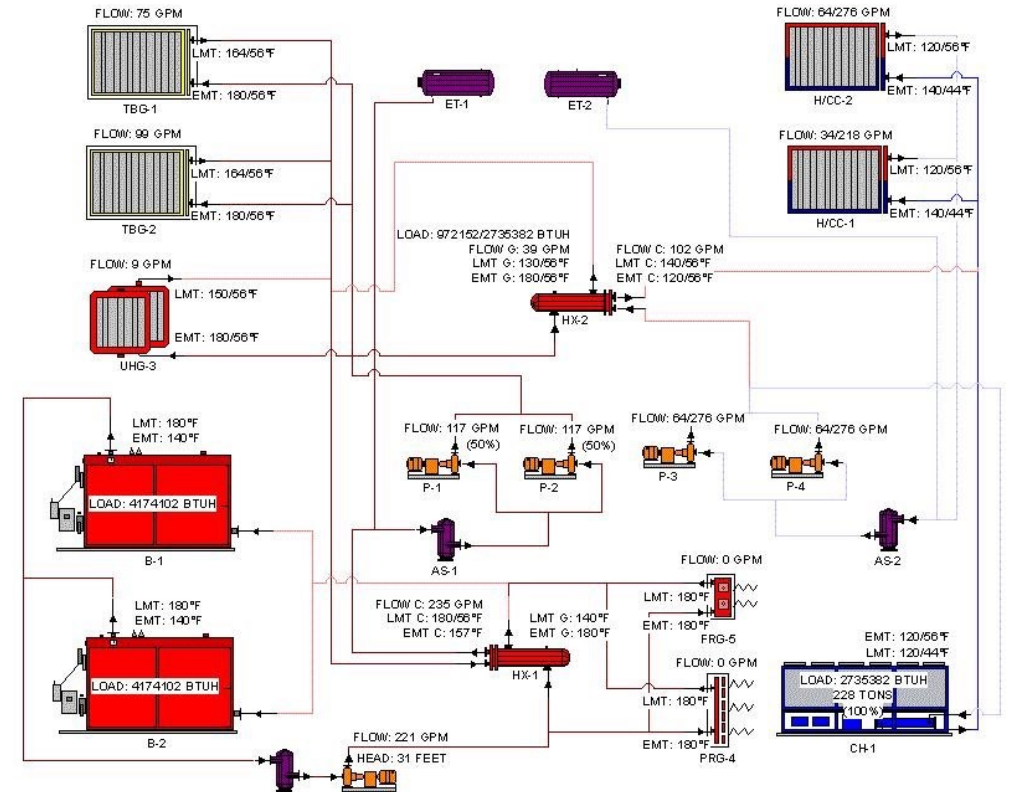 FLOW: 75 GPM
LMT: 164/56°F
EMT: 180/56°F
TBG-1
FLOW: 99 GPM
LMT: 164/56°F
EMT: 180/56°F
TBG-2
FLOW: 9 GPM
LMT: 150/56°F
EMT: 180/56°F
UHG-3
ET-1
ET-2
FLOW: 64/276 GPM
LMT: 120/56°F
EMT: 140/44°F
H/CC-2
FLOW: 34/218 GPM
LMT: 120/56°F
EMT: 140/44°F
H/CC-1
LOAD: 972152/2735382 BTUH
FLOW G: 39 GPM
LMT G: 130/56°F
EMT G: 180/56°F
FLOW C: 102 GPM
LMT C: 140/56°F
EMT C: 120/56°F
HX-2
LMT: 180°F
EMT: 140°F
LOAD: 4174102 BTUH
B-1
FLOW: 117 GPM
(50%)
P-1
FLOW: 117 GPM
(50%)
P-2
FLOW: 64/276 GPM
P-3
FLOW: 64/276 GPM
P-4
AS-1
AS-2
LMT: 180°F
EMT: 140°F
LOAD: 4174102 BTUH
B-2
FLOW C: 235 GPM
LMT C: 180/56°F
EMT C: 157°F
LMT G: 140°F
EMT G: 180°F
HX-1
FLOW: 0 GPM
LMT: 180°F
EMT: 180°F
FRG-5
FLOW: 0 GPM
LMT: 180°F
EMT: 180°F
PRG-4
EMT: 120/56°F
LMT: 120/44°F
LOAD: 2735382 BTUH
228 TONS
(100%)
CH-1
FLOW: 221 GPM
HEAD: 31 FEET